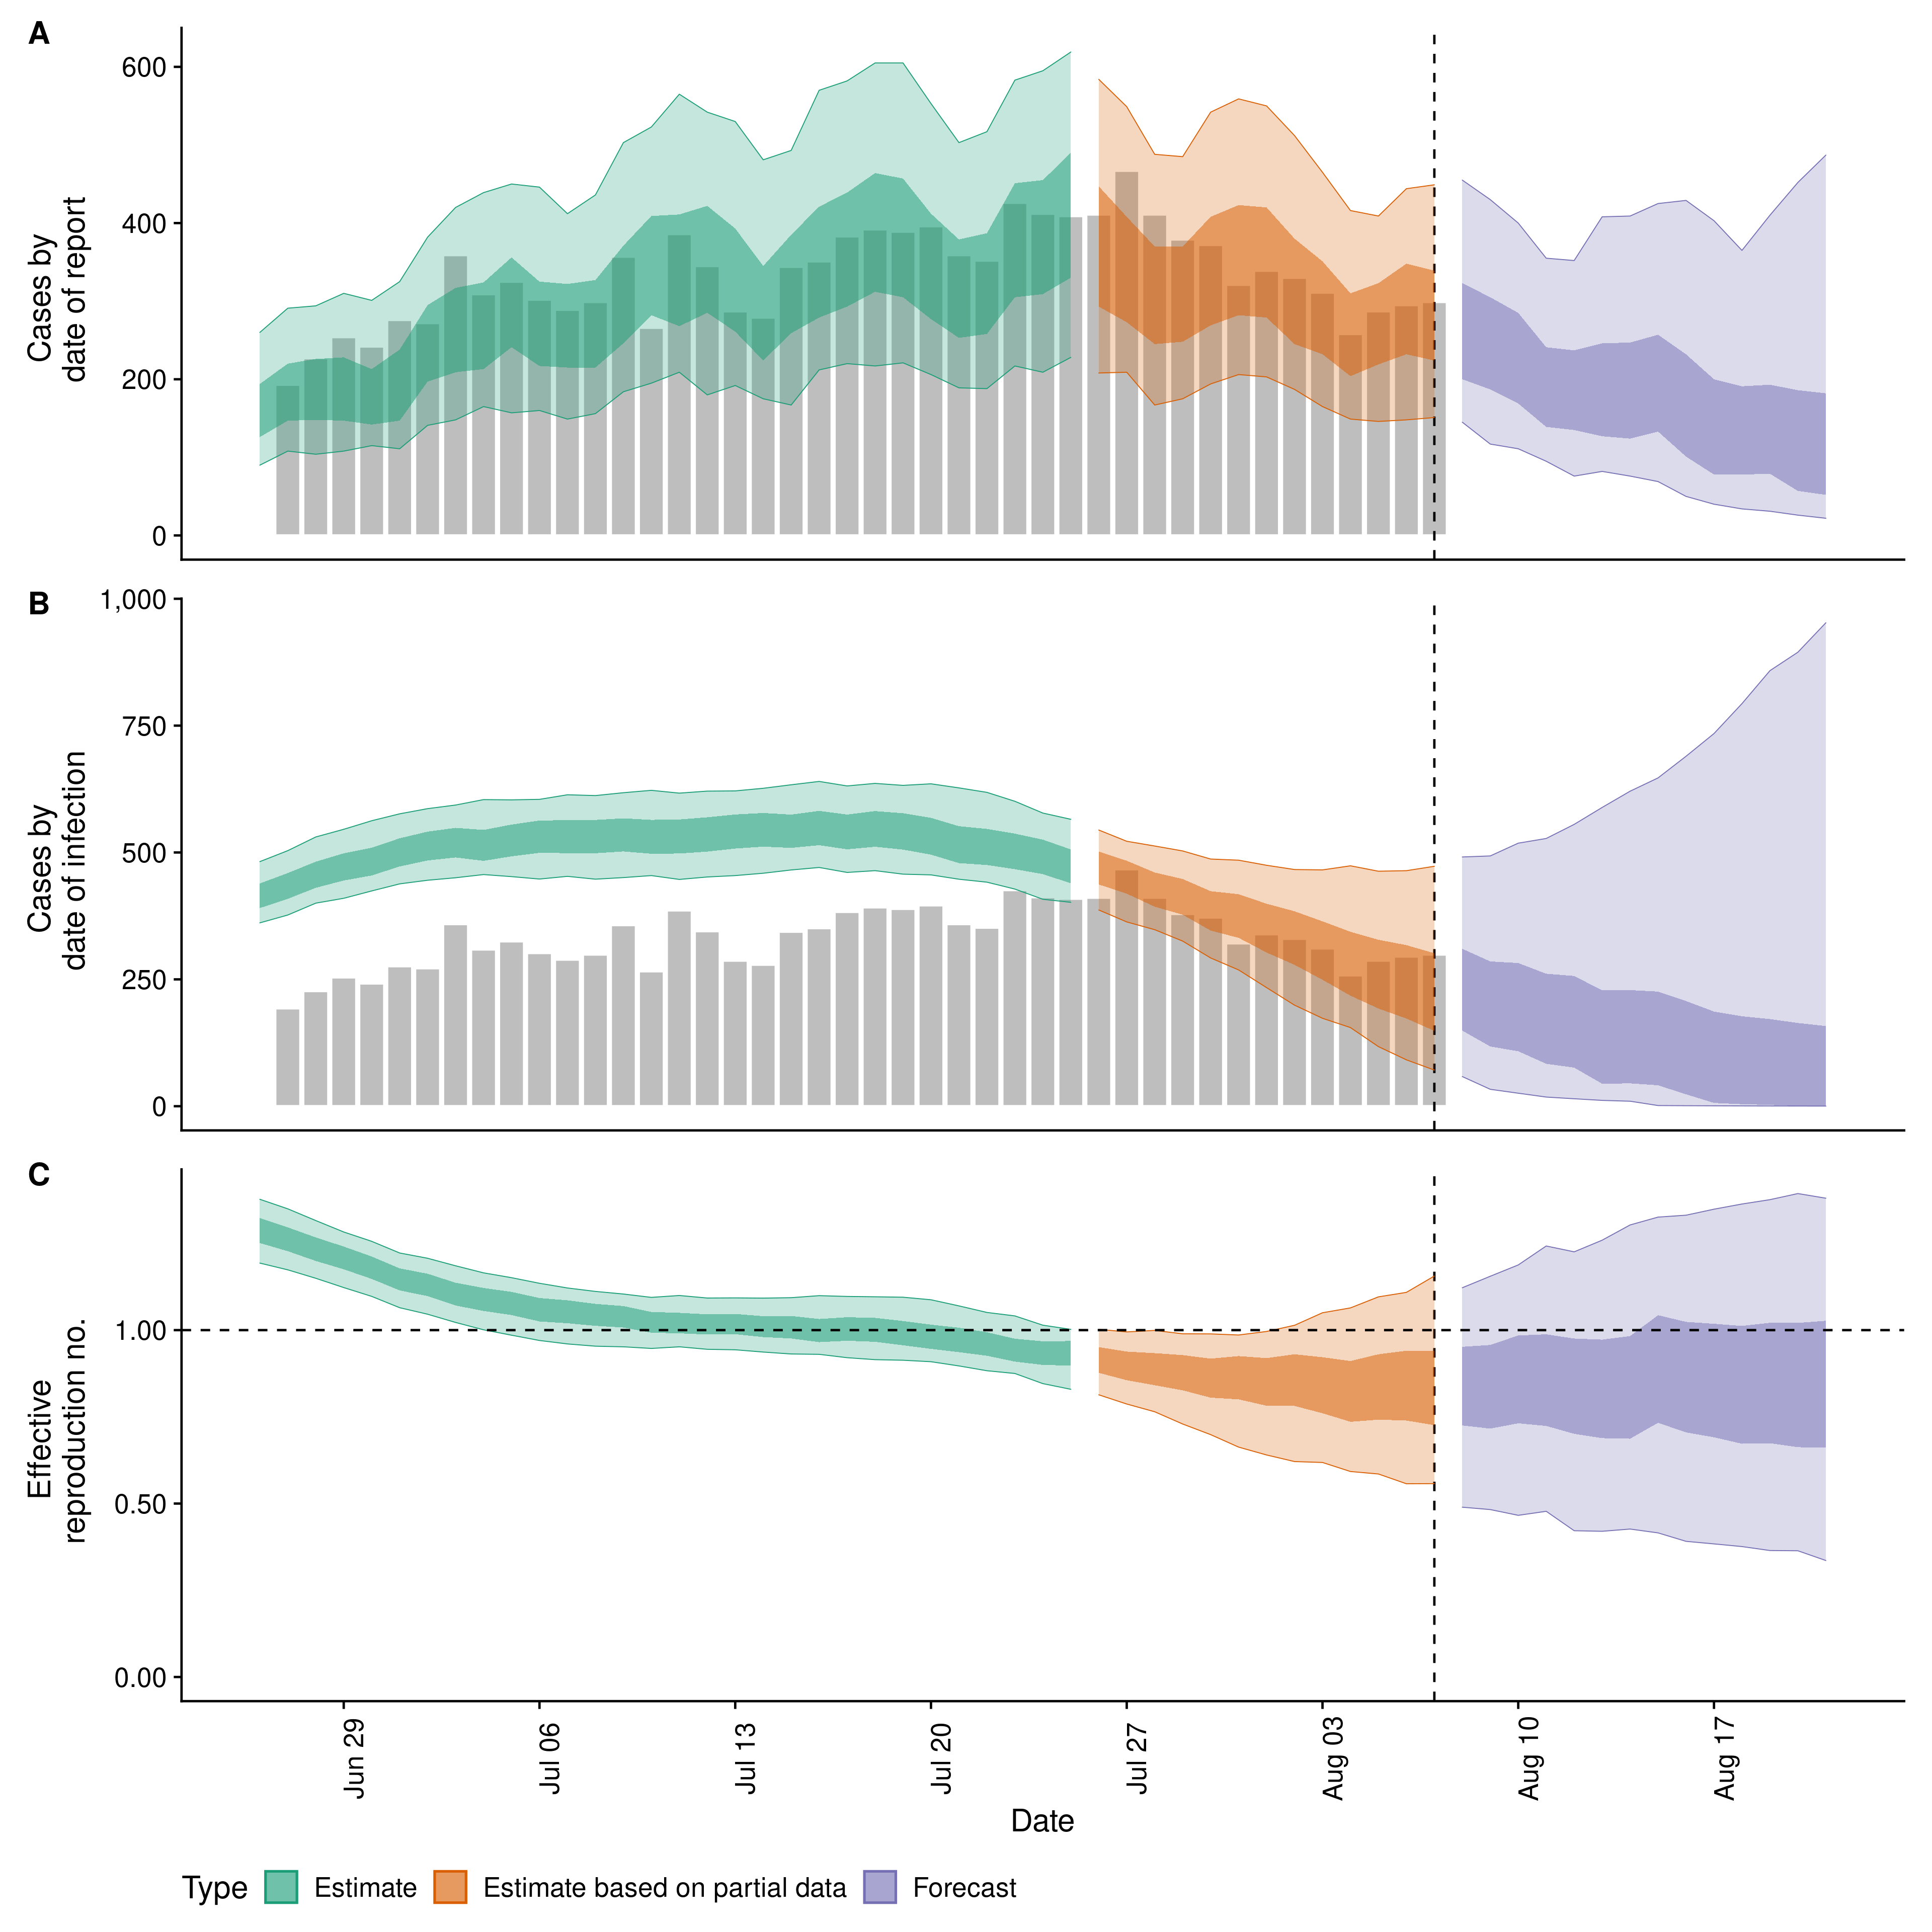 A
600
400
200
0
Cases by
date of report
B
1,000
750
500
250
0
Cases by
date of infection
C
1.00
0.50
0.00
Effective
reproduction no.
Jun 29
Jul 06
Jul 13
Jul 20
Jul 27
Aug 03
Aug 10
Aug 17
Date
Type Estimate Estimate based on partial data Forecast